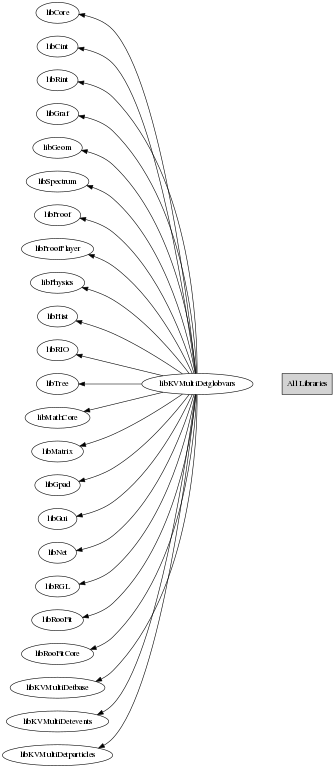 libCore
libCint
libRint
libGraf
libGeom
libSpectrum
libProof
libProofPlayer
libPhysics
libHist
libRIO
libTree
libKVMultiDetglobvars
All Libraries
libMathCore
libMatrix
libGpad
libGui
libNet
libRGL
libRooFit
libRooFitCore
libKVMultiDetbase
libKVMultiDetevents
libKVMultiDetparticles